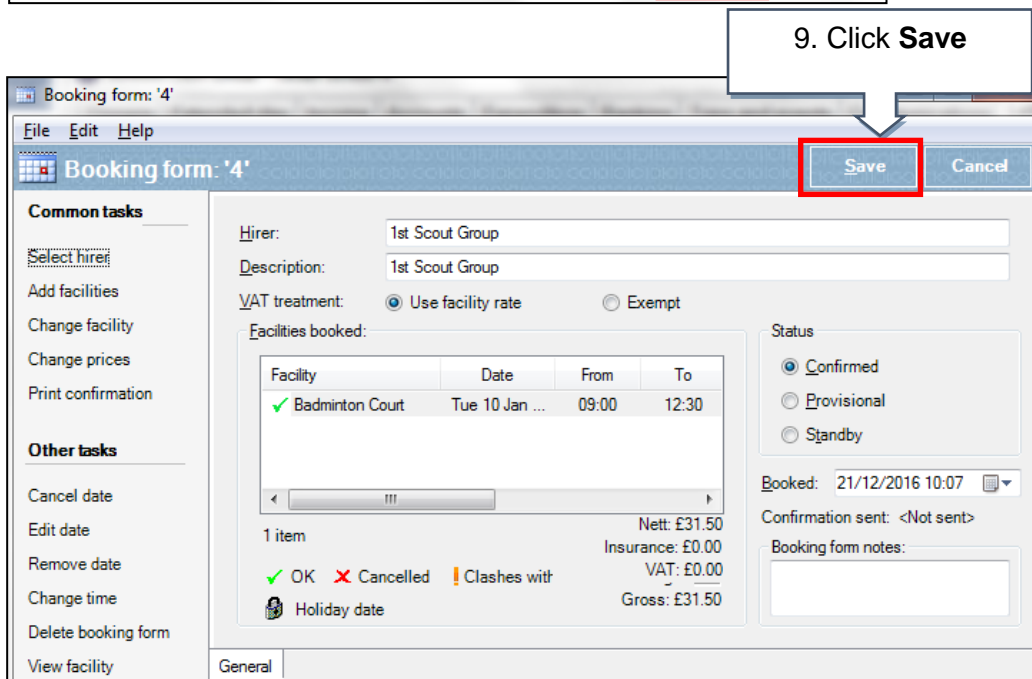 9. Click Save
Booking form: '4'
File Edit Help
Booking form: '4'
Save Cancel
Common tasks
Select hirer
Add facilities
Change facility
Change prices
Print confirmation
Other tasks
Cancel date
Edit date
Remove date
Change time
Delete booking form
View facility
Hirer: 1st Scout Group
Description: 1st Scout Group
VAT treatment: Use facility rate Exempt
Facilities booked:
Facility Date From To
Badminton Court Tue 10 Jan ... 09:00 12:30
1 item
Nett: £31.50
Insurance: £0.00
VAT: £0.00
Gross: £31.50
OK Cancelled Clashes with
Holiday date
Status
Confirmed
Provisional
Standby
Booked: 21/12/2016 10:07
Confirmation sent: <Not sent>
Booking form notes:
General